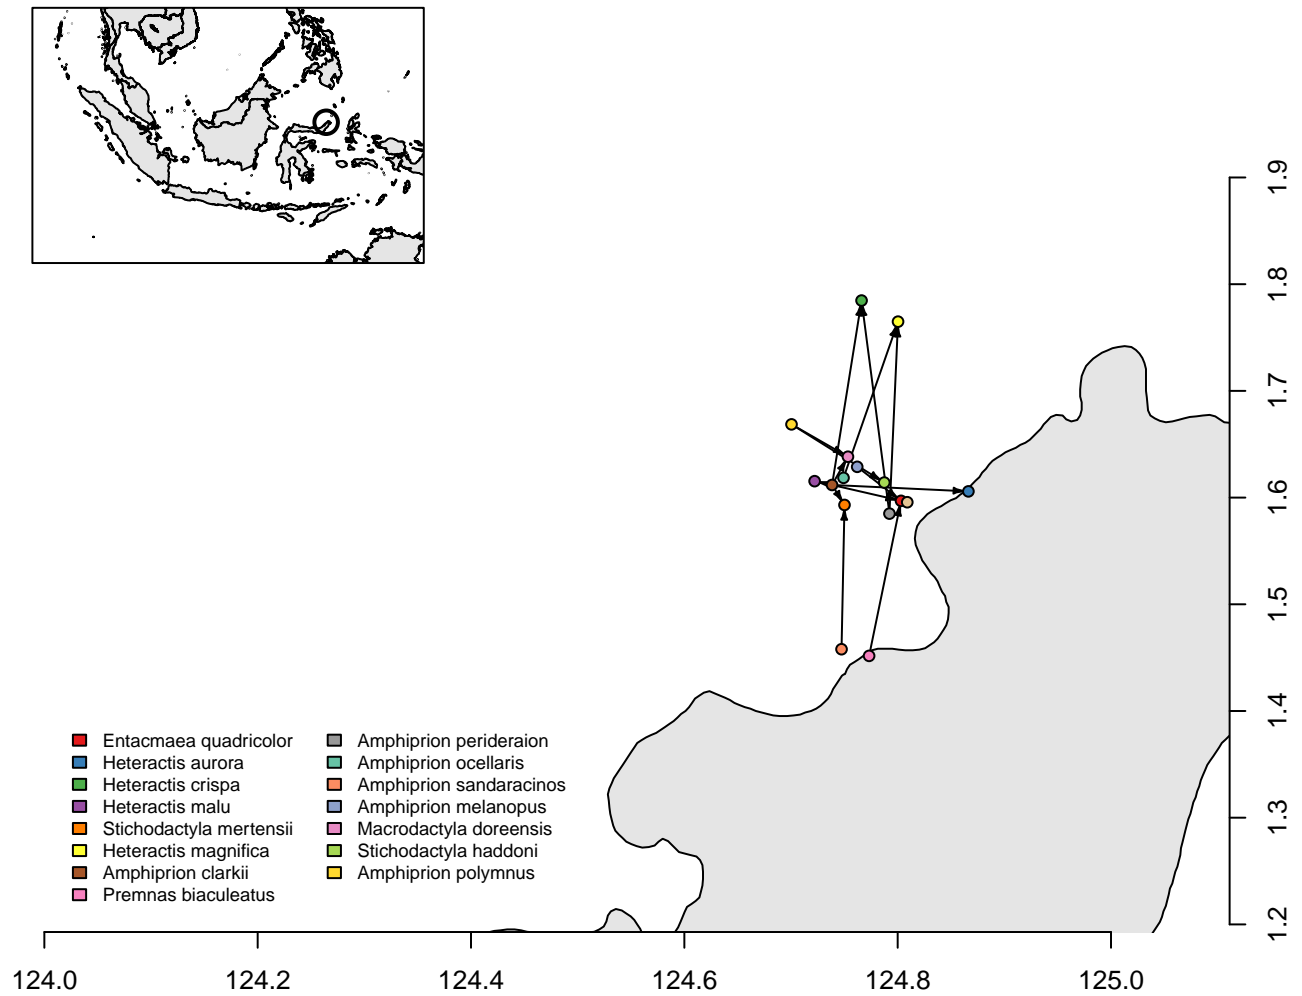 1.9
1.8
1.7
1.6
1.5
1.4
1.3
1.2
Entacmaea quadricolor
Heteractis aurora
Heteractis crispa
Heteractis malu
Stichodactyla mertensii
Heteractis magnifica
Amphiprion clarkii
Premnas biaculeatus
Amphiprion perideraion
Amphiprion ocellaris
Amphiprion sandaracinos
Amphiprion melanopus
Macrodactyla doreensis
Stichodactyla haddoni
Amphiprion polymnus
124.0 124.2 124.4 124.6 124.8 125.0